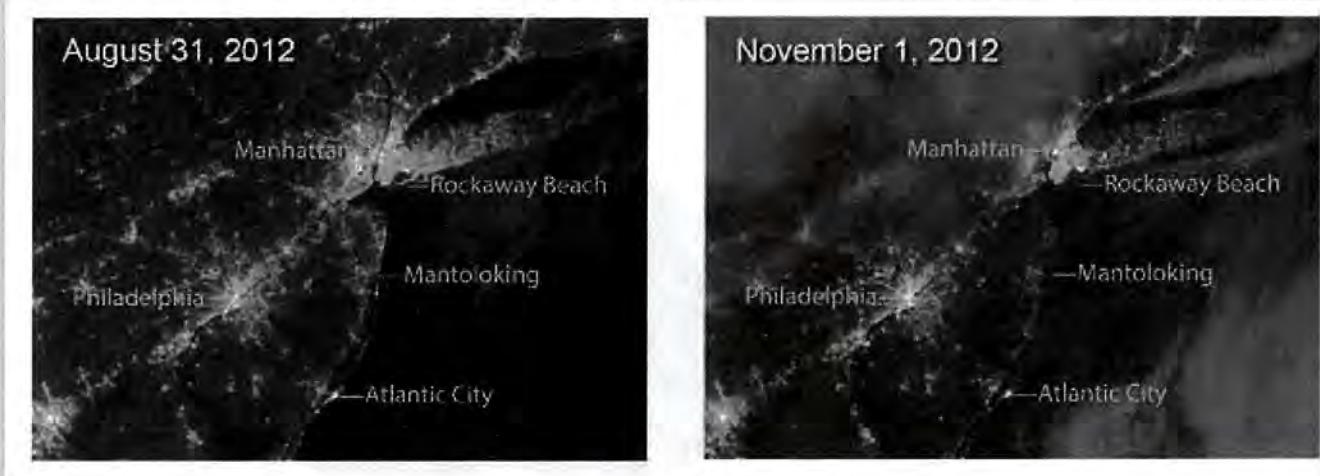 August 31, 2012
Manhattan
Rockaway Beach
Mantoloking
Philadelphia
Atlantic City
November 1, 2012
Manhattan
Rockaway Beach
Mantoloking
Philadelphia
Atlantic City